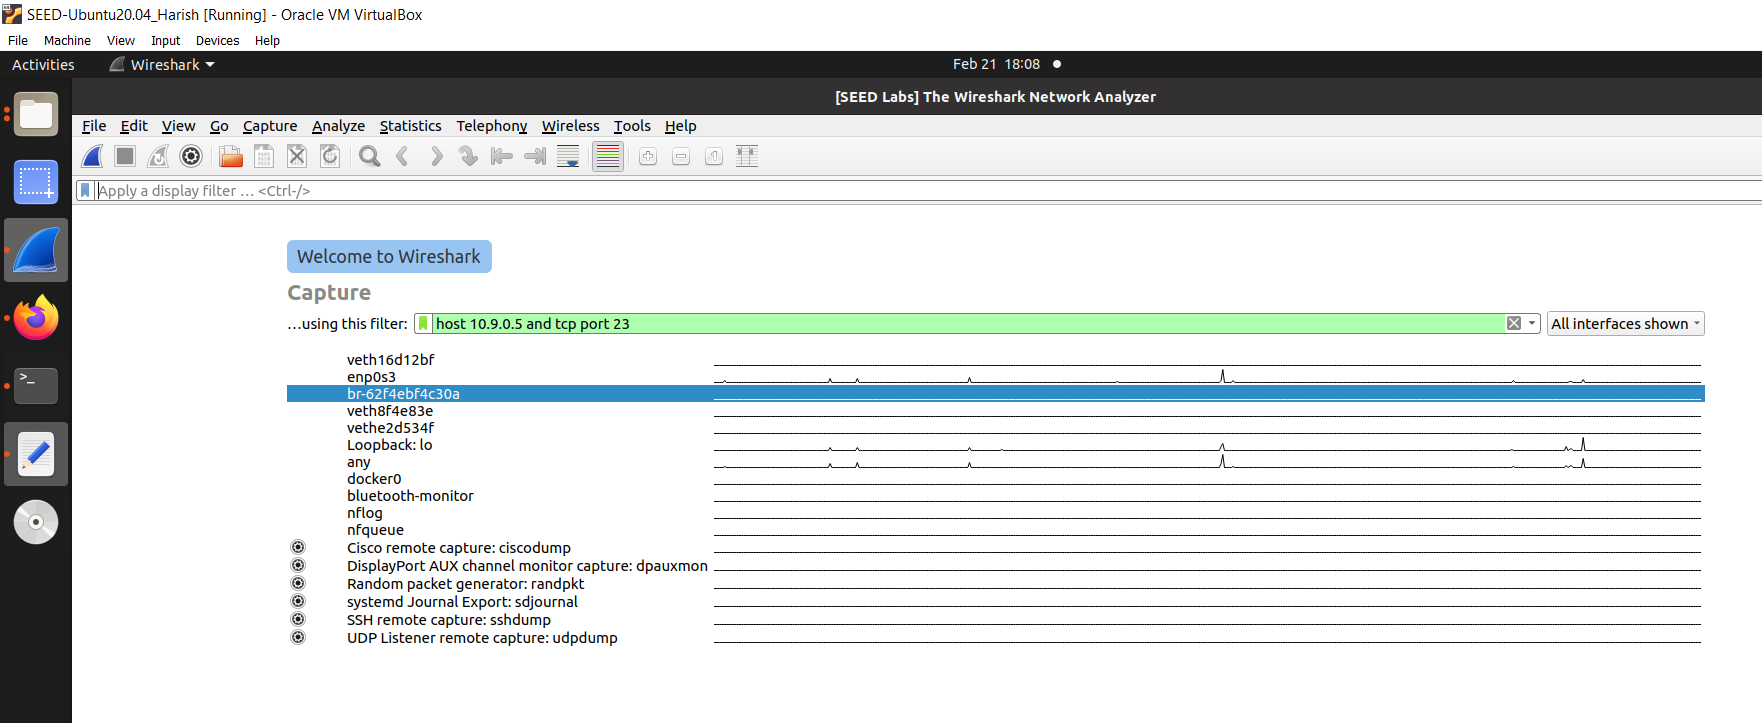 SEED-Ubuntu20.04_Harish [Running] - Oracle VM VirtualBox
File Machine View Input Devices Help
Activities Wireshark Feb 21 18:08
[SEED Labs] The Wireshark Network Analyzer
File Edit View Go Capture Analyze Statistics Telephony Wireless Tools Help
Apply a display filter … <Ctrl-/>
Welcome to Wireshark
Capture
…using this filter: host 10.9.0.5 and tcp port 23 All interfaces shown
veth16d12bf
enp0s3
br-62f4ebf4c30a
veth8f4e83e
vethe2d534f
Loopback: lo
any
docker0
bluetooth-monitor
nflog
nfqueue
Cisco remote capture: ciscodump
DisplayPort AUX channel monitor capture: dpauxmon
Random packet generator: randpkt
systemd Journal Export: sdjournal
SSH remote capture: sshdump
UDP Listener remote capture: udpdump